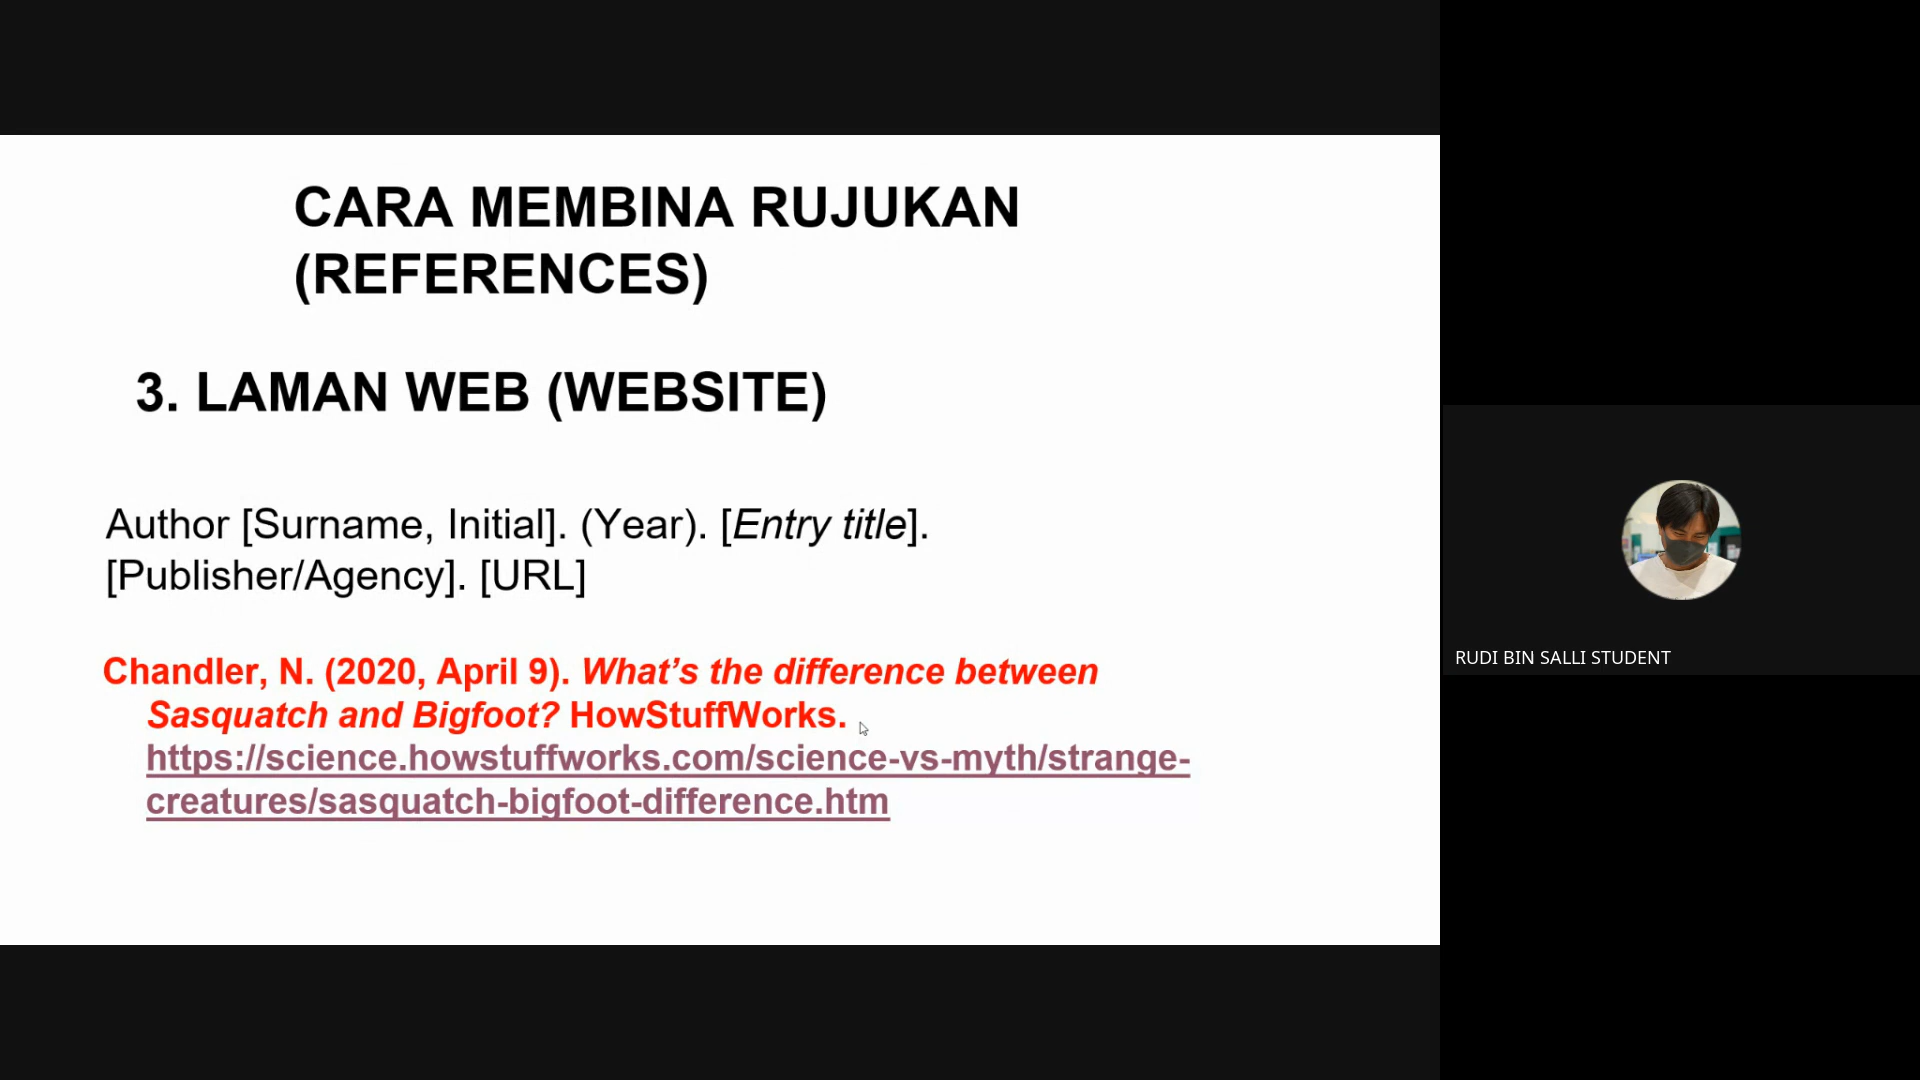 CARA MEMBINA RUJUKAN
(REFERENCES)
3. LAMAN WEB (WEBSITE)
Author [Surname, Initial]. (Year). [Entry title].
[Publisher/Agency]. [URL]
Chandler, N. (2020, April 9). What’s the difference between
Sasquatch and Bigfoot? HowStuffWorks.
https://science.howstuffworks.com/science-vs-myth/strange-
creatures/sasquatch-bigfoot-difference.htm
RUDI BIN SALLI STUDENT